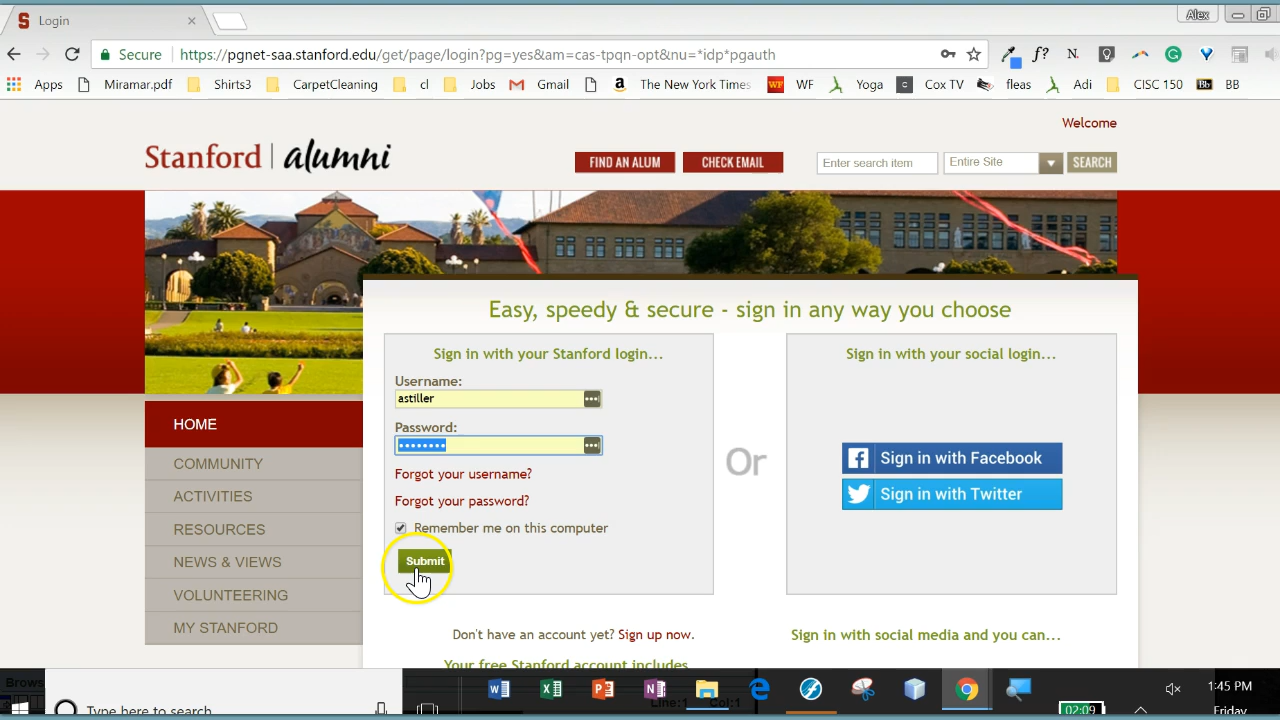 Login
Alex
Secure https://pgnet-saa.stanford.edu/get/page/login?pg=yes&am=cas-tpqn-opt&nu=*idp*pgauth
f?
N.
Apps Miramar.pdf Shirts3 CarpetCleaning cl Jobs Gmail The New York Times WF WF Yoga Cox TV fleas Adi CISC 150 Bb BB
Welcome
Stanford | alumni
FIND AN ALUM
CHECK EMAIL
Enter search item
Entire Site
SEARCH
Easy, speedy & secure - sign in any way you choose
Sign in with your Stanford login...
Username:
astiller
Password:
Forgot your username?
Forgot your password?
Remember me on this computer
Submit
Or
Sign in with your social login...
Sign in with Facebook
Sign in with Twitter
HOME
COMMUNITY
ACTIVITIES
RESOURCES
NEWS & VIEWS
VOLUNTEERING
MY STANFORD
Don't have an account yet? Sign up now.
Sign in with social media and you can...
Your free Stanford account includes
Brows
Type here to search
Line:1
Col:1
02:09
1:45 PM
Friday